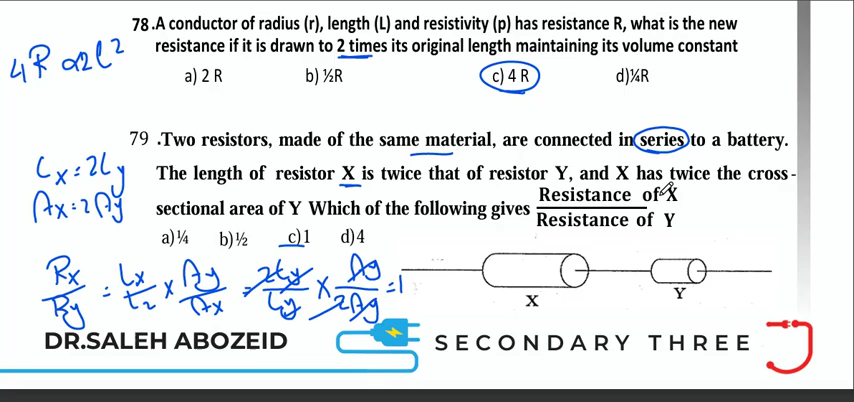 78 .A conductor of radius (r), length (L) and resistivity (p) has resistance R, what is the new
resistance if it is drawn to 2 times its original length maintaining its volume constant
4R α2l²
a) 2 R b) ½R c) 4 R d)¼R
79 .Two resistors, made of the same material, are connected in series to a battery.
Lx = 2Ly
The length of resistor X is twice that of resistor Y, and X has twice the cross-
Ax = 2Ay
sectional area of Y Which of the following gives Resistance of X
Resistance of Y
a)¼ b)½ c)1 d)4
Rx/Ry = Lx/L2 x Ay/Ax = 2Ly/Ly x Ay/2Ay = 1
X
Y
DR.SALEH ABOZEID
SECONDARY THREE